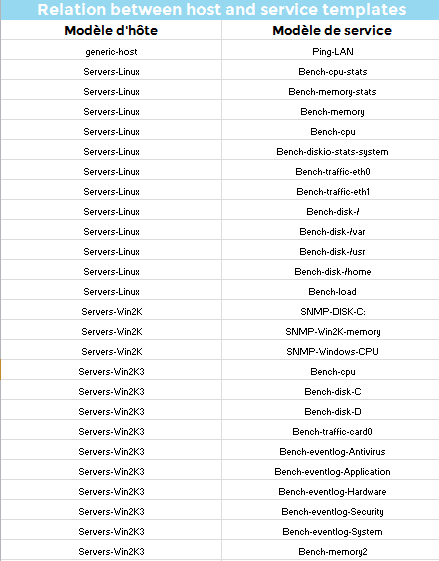 Relation between host and service templates
Modèle d'hôte Modèle de service
generic-host Ping-LAN
Servers-Linux Bench-cpu-stats
Servers-Linux Bench-memory-stats
Servers-Linux Bench-memory
Servers-Linux Bench-cpu
Servers-Linux Bench-diskio-stats-system
Servers-Linux Bench-traffic-eth0
Servers-Linux Bench-traffic-eth1
Servers-Linux Bench-disk-/
Servers-Linux Bench-disk-/var
Servers-Linux Bench-disk-/usr
Servers-Linux Bench-disk-/home
Servers-Linux Bench-load
Servers-Win2K SNMP-DISK-C:
Servers-Win2K SNMP-Win2K-memory
Servers-Win2K SNMP-Windows-CPU
Servers-Win2K3 Bench-cpu
Servers-Win2K3 Bench-disk-C
Servers-Win2K3 Bench-disk-D
Servers-Win2K3 Bench-traffic-card0
Servers-Win2K3 Bench-eventlog-Antivirus
Servers-Win2K3 Bench-eventlog-Application
Servers-Win2K3 Bench-eventlog-Hardware
Servers-Win2K3 Bench-eventlog-Security
Servers-Win2K3 Bench-eventlog-System
Servers-Win2K3 Bench-memory2